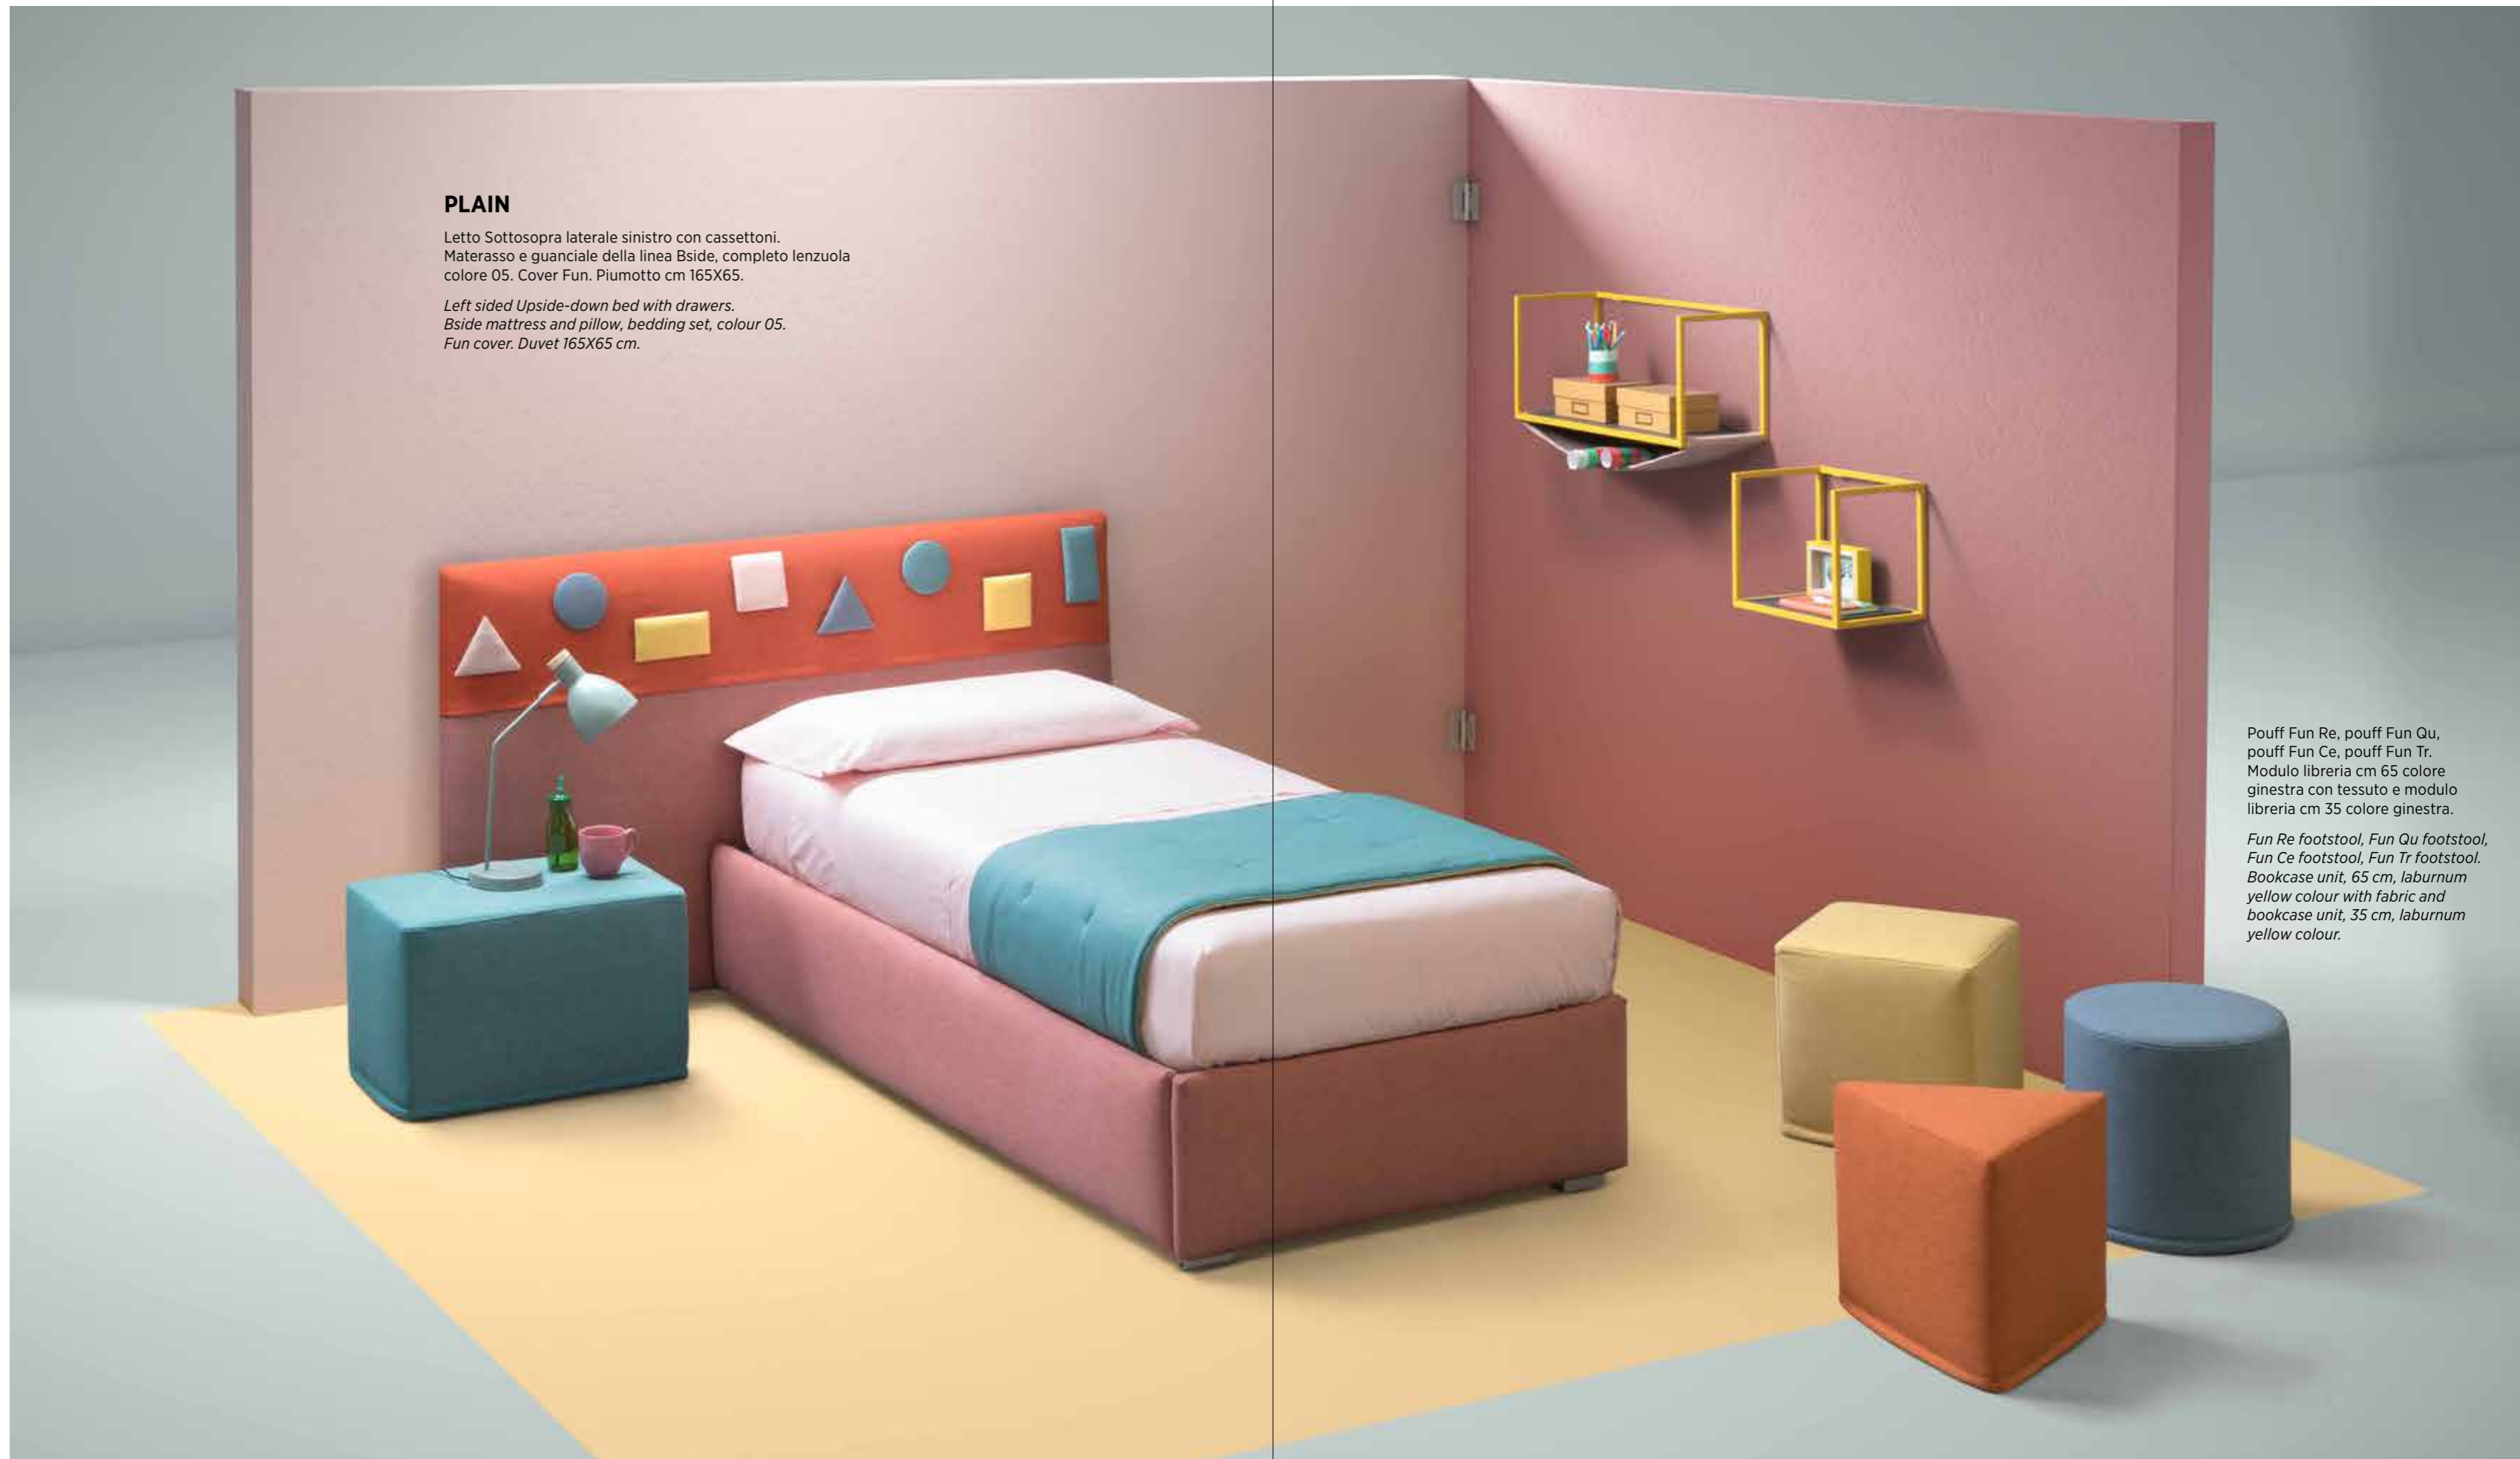 PLAIN
Letto Sottosopra laterale sinistro con cassettoni.
Materasso e guanciale della linea Bside, completo lenzuola
colore 05. Cover Fun. Piumotto cm 165X65.
Left sided Upside-down bed with drawers.
Bside mattress and pillow, bedding set, colour 05.
Fun cover. Duvet 165X65 cm.
Pouff Fun Re, pouff Fun Qu,
pouff Fun Ce, pouff Fun Tr.
Modulo libreria cm 65 colore
ginestra con tessuto e modulo
libreria cm 35 colore ginestra.
Fun Re footstool, Fun Qu footstool,
Fun Ce footstool, Fun Tr footstool.
Bookcase unit, 65 cm, laburnum
yellow colour with fabric and
bookcase unit, 35 cm, laburnum
yellow colour.